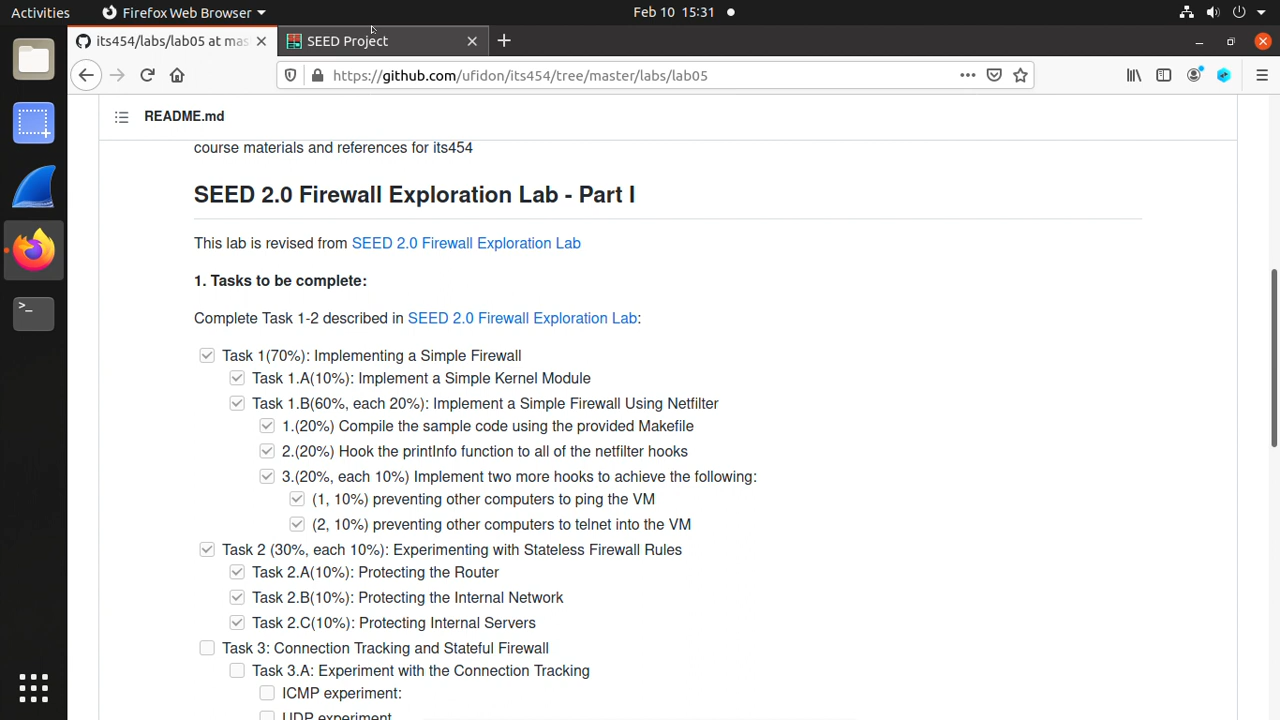 Activities
Firefox Web Browser
Feb 10 15:31
its454/labs/lab05 at mas
SEED Project
https://github.com/ufidon/its454/tree/master/labs/lab05
README.md
course materials and references for its454
SEED 2.0 Firewall Exploration Lab - Part I
This lab is revised from SEED 2.0 Firewall Exploration Lab
1. Tasks to be complete:
Complete Task 1-2 described in SEED 2.0 Firewall Exploration Lab:
Task 1(70%): Implementing a Simple Firewall
Task 1.A(10%): Implement a Simple Kernel Module
Task 1.B(60%, each 20%): Implement a Simple Firewall Using Netfilter
1.(20%) Compile the sample code using the provided Makefile
2.(20%) Hook the printInfo function to all of the netfilter hooks
3.(20%, each 10%) Implement two more hooks to achieve the following:
(1, 10%) preventing other computers to ping the VM
(2, 10%) preventing other computers to telnet into the VM
Task 2 (30%, each 10%): Experimenting with Stateless Firewall Rules
Task 2.A(10%): Protecting the Router
Task 2.B(10%): Protecting the Internal Network
Task 2.C(10%): Protecting Internal Servers
Task 3: Connection Tracking and Stateful Firewall
Task 3.A: Experiment with the Connection Tracking
ICMP experiment:
UDP experiment